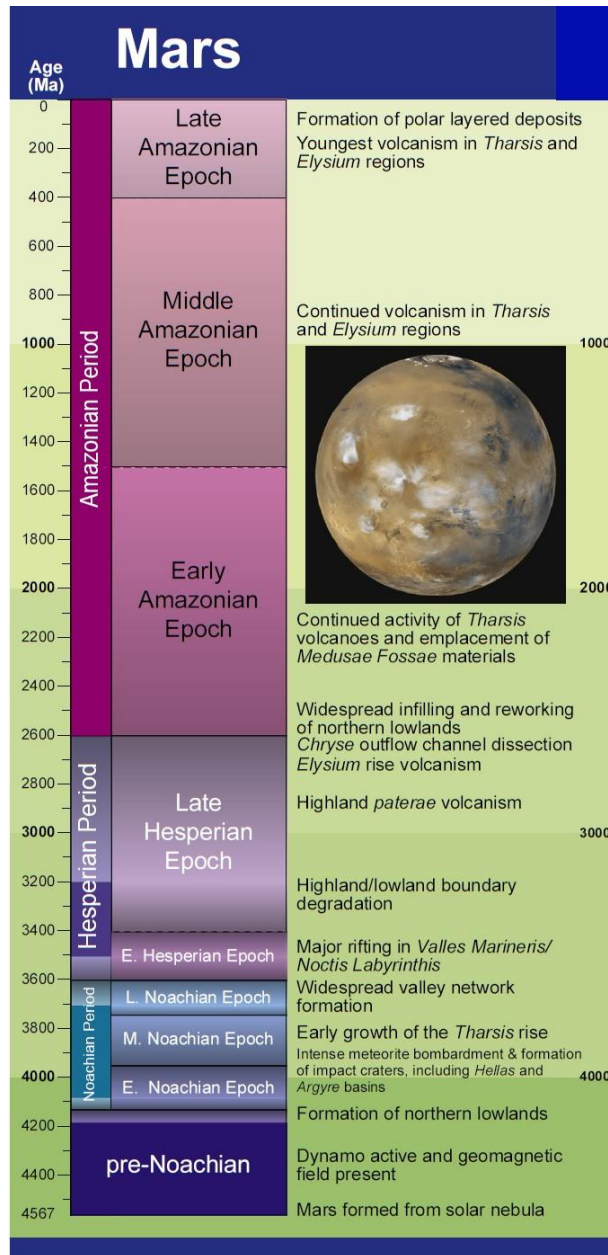 Mars
Age
(Ma)
0
200
400
600
800
1000
1200
1400
1600
1800
2000
2200
2400
2600
2800
3000
3200
3400
3600
3800
4000
4200
4400
4567
Amazonian Period
Hesperian Period
Noachian Period
Late
Amazonian
Epoch
Middle
Amazonian
Epoch
Early
Amazonian
Epoch
Late
Hesperian
Epoch
E. Hesperian Epoch
L. Noachian Epoch
M. Noachian Epoch
E. Noachian Epoch
pre-Noachian
Formation of polar layered deposits
Youngest volcanism in Tharsis and
Elysium regions
Continued volcanism in Tharsis
and Elysium regions
Continued activity of Tharsis
volcanoes and emplacement of
Medusae Fossae materials
Widespread infilling and reworking
of northern lowlands
Chryse outflow channel dissection
Elysium rise volcanism
Highland paterae volcanism
Highland/lowland boundary
degradation
Major rifting in Valles Marineris/
Noctis Labyrinthis
Widespread valley network
formation
Early growth of the Tharsis rise
Intense meteorite bombardment & formation
of impact craters, including Hellas and
Argyre basins
Formation of northern lowlands
Dynamo active and geomagnetic
field present
Mars formed from solar nebula
1000
2000
3000
4000